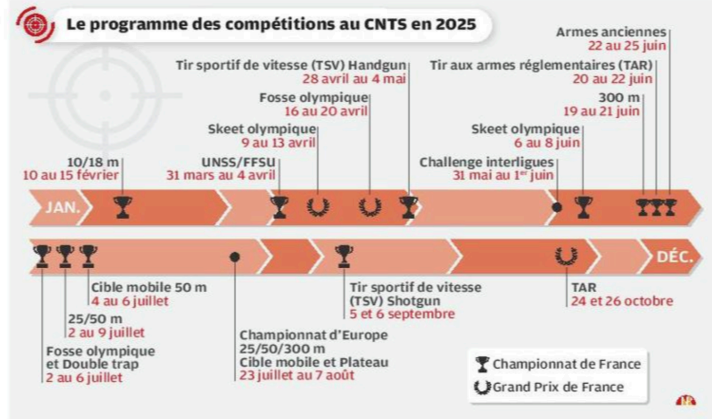 Le programme des compétitions au CNTS en 2025
Armes anciennes
22 au 25 juin
Tir sportif de vitesse (TSV) Handgun
28 avril au 4 mai
Tir aux armes réglementaires (TAR)
20 au 22 juin
Fosse olympique
16 au 20 avril
300 m
19 au 21 juin
Skeet olympique
9 au 13 avril
Skeet olympique
6 au 8 juin
10/18 m
10 au 15 février
UNSS/FFSU
31 mars au 4 avril
Challenge interligues
31 mai au 1er juin
JAN.
DÉC.
Cible mobile 50 m
4 au 6 juillet
25/50 m
2 au 9 juillet
Fosse olympique
et Double trap
2 au 6 juillet
Championnat d'Europe
25/50/300 m
Cible mobile et Plateau
23 juillet au 7 août
Tir sportif de vitesse
(TSV) Shotgun
5 et 6 septembre
TAR
24 et 26 octobre
Championnat de France
Grand Prix de France